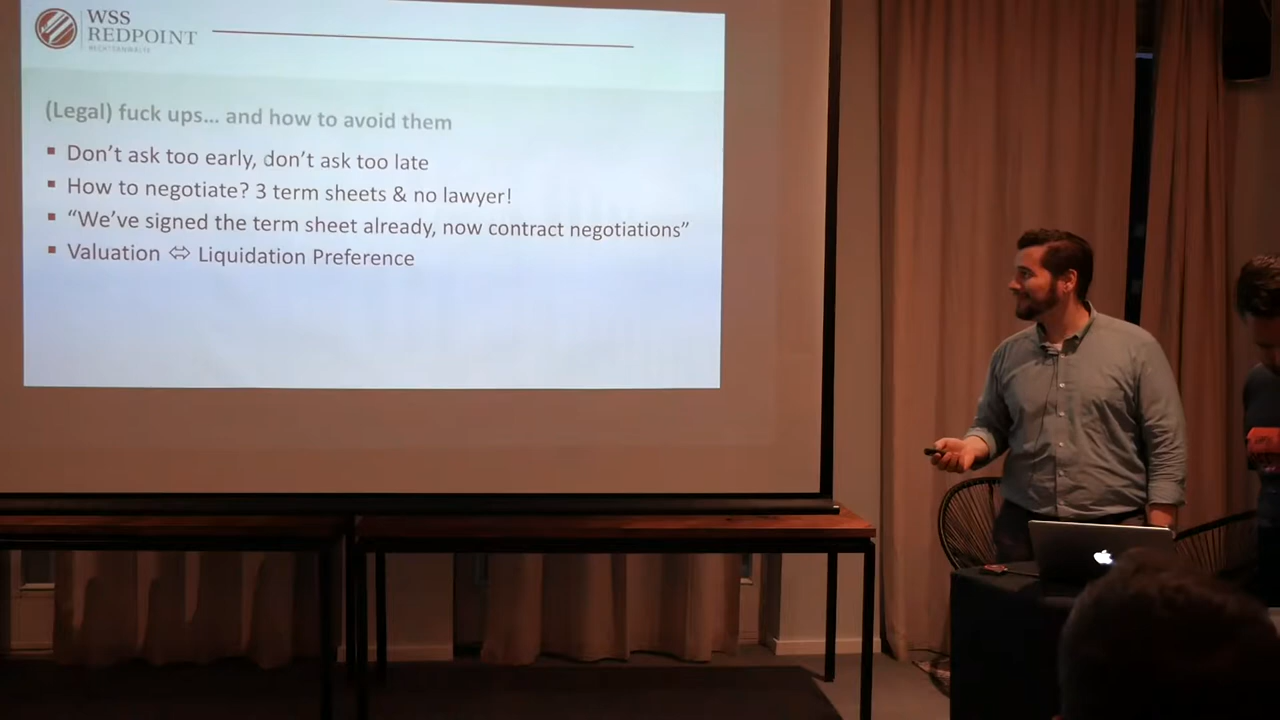 WSS
REDPOINT
RECHTSANWÄLTE
(Legal) fuck ups... and how to avoid them
Don't ask too early, don't ask too late
How to negotiate? 3 term sheets & no lawyer!
“We've signed the term sheet already, now contract negotiations”
Valuation ⇔ Liquidation Preference